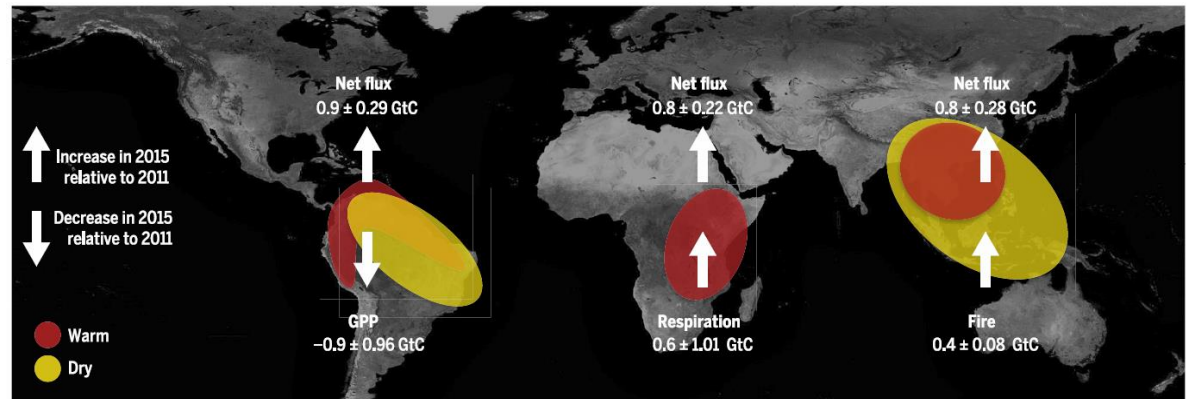 Net flux
0.9 ± 0.29 GtC
Net flux
0.8 ± 0.22 GtC
Net flux
0.8 ± 0.28 GtC
Increase in 2015
relative to 2011
Decrease in 2015
relative to 2011
Warm
Dry
GPP
−0.9 ± 0.96 GtC
Respiration
0.6 ± 1.01 GtC
Fire
0.4 ± 0.08 GtC